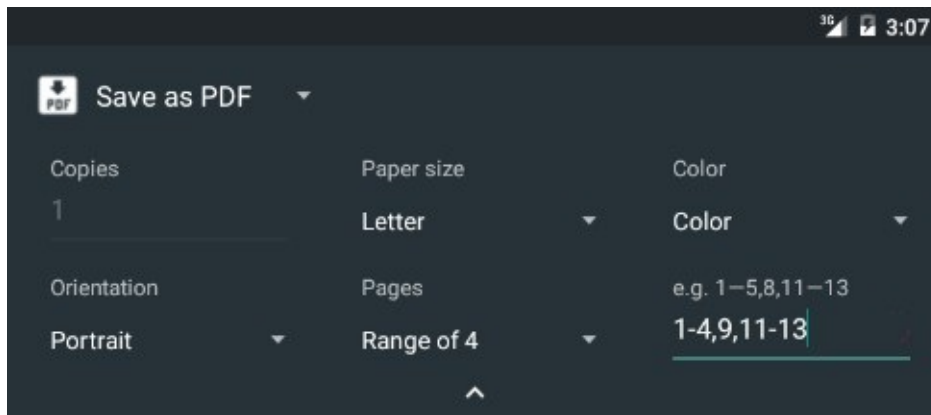 3G 3:07
PDF Save as PDF
Copies Paper size Color
1 Letter Color
Orientation Pages e.g. 1—5,8,11—13
Portrait Range of 4 1-4,9,11-13